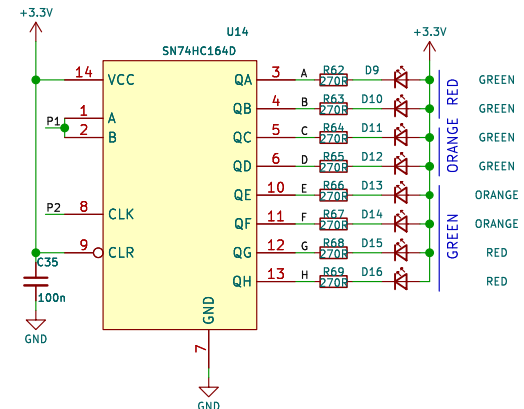 +3.3V
U14
SN74HC164D
+3.3V
14 VCC QA 3 A R62 270R D9 GREEN
1 A QB 4 B R63 270R D10 RED GREEN
P1
2 B QC 5 C R64 270R D11 GREEN
QD 6 D R65 270R D12 ORANGE GREEN
QE 10 E R66 270R D13 ORANGE
P2 8 CLK QF 11 F R67 270R D14 ORANGE
9 CLR QG 12 G R68 270R D15 GREEN RED
C35
100n
QH 13 H R69 270R D16 RED
GND
GND
7
GND